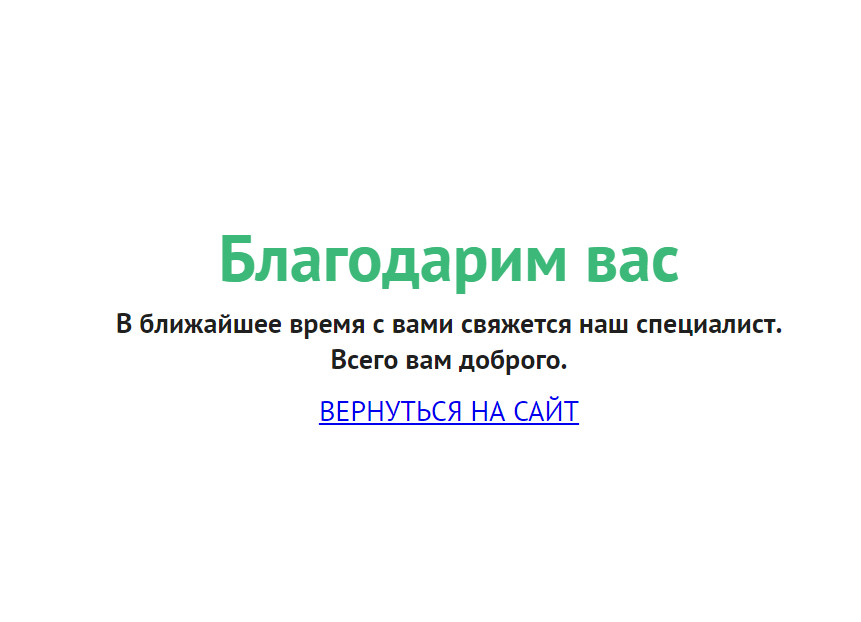 Благодарим вас
В ближайшее время с вами свяжется наш специалист.
Всего вам доброго.
ВЕРНУТЬСЯ НА САЙТ